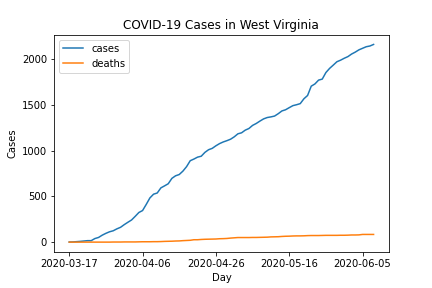 COVID-19 Cases in West Virginia
cases
deaths
2000
1500
1000
500
0
Cases
2020-03-17 2020-04-06 2020-04-26 2020-05-16 2020-06-05
Day